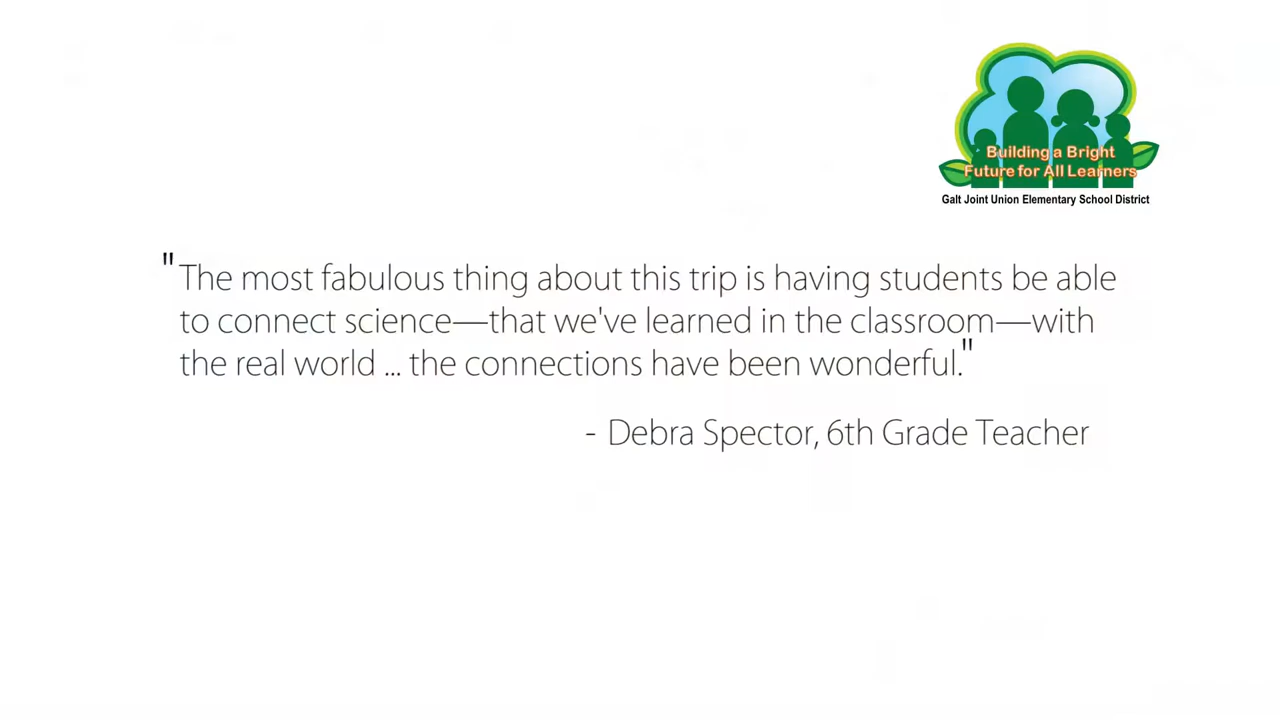 Building a Bright
Future for All Learners
Galt Joint Union Elementary School District
"The most fabulous thing about this trip is having students be able
to connect science—that we've learned in the classroom—with
the real world ... the connections have been wonderful."
- Debra Spector, 6th Grade Teacher